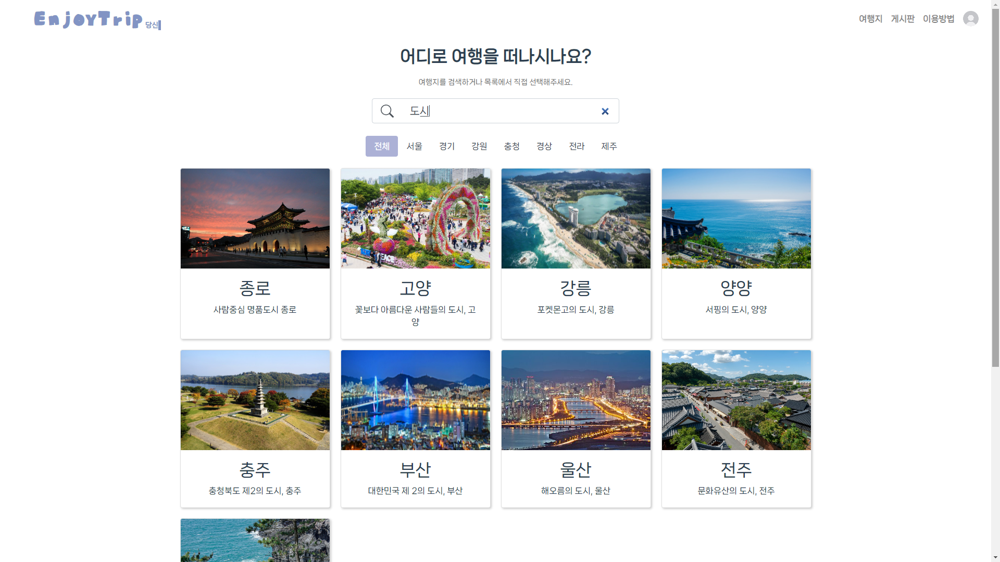 EnjoyTrip 당신
여행지 게시판 이용방법
어디로 여행을 떠나시나요?
여행지를 검색하거나 목록에서 직접 선택해주세요.
도시
전체 서울 경기 강원 충청 경상 전라 제주
종로
사람중심 명품도시 종로
고양
꽃보다 아름다운 사람들의 도시, 고
양
강릉
포켓몬고의 도시, 강릉
양양
서핑의 도시, 양양
충주
충청북도 제2의 도시, 충주
부산
대한민국 제 2의 도시, 부산
울산
해오름의 도시, 울산
전주
문화유산의 도시, 전주